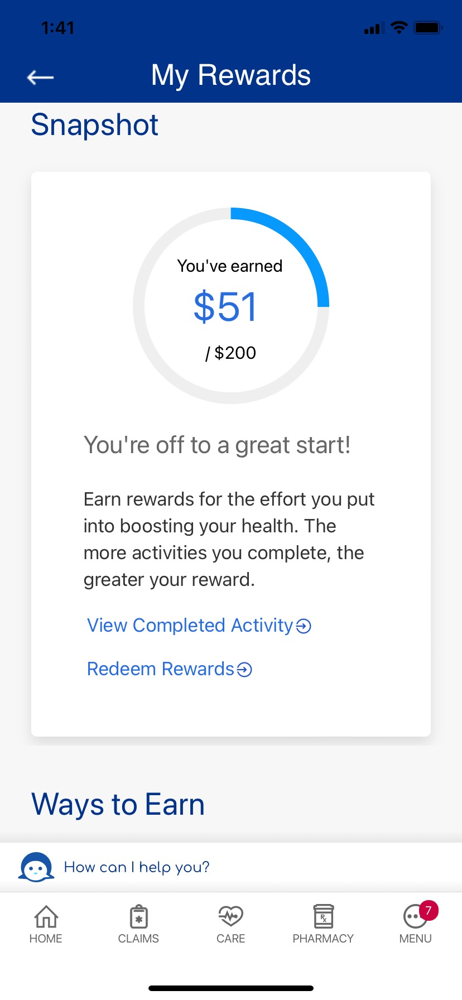 1:41
My Rewards
Snapshot
You've earned
$51
/ $200
You're off to a great start!
Earn rewards for the effort you put
into boosting your health. The
more activities you complete, the
greater your reward.
View Completed Activity
Redeem Rewards
Ways to Earn
How can I help you?
Rx
7
HOME CLAIMS CARE PHARMACY MENU